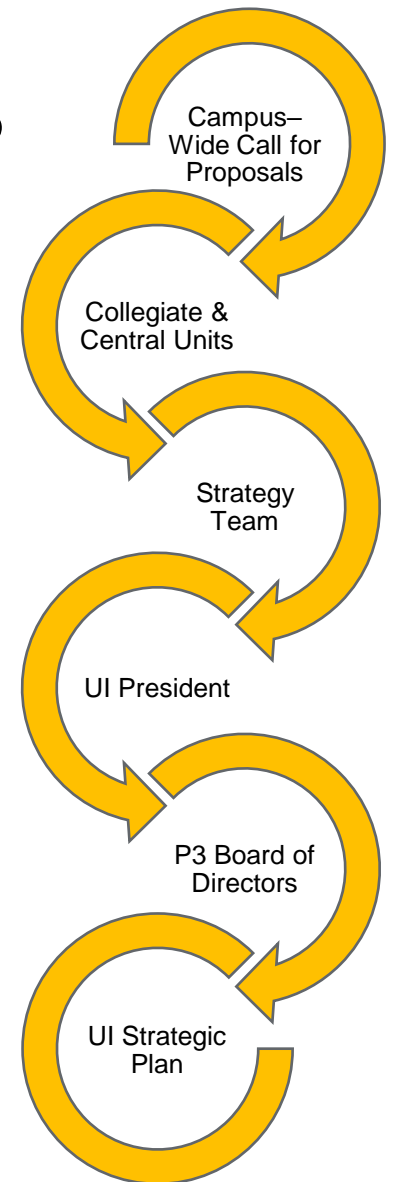 Campus–
Wide Call for
Proposals
Collegiate &
Central Units
Strategy
Team
UI President
P3 Board of
Directors
UI Strategic
Plan